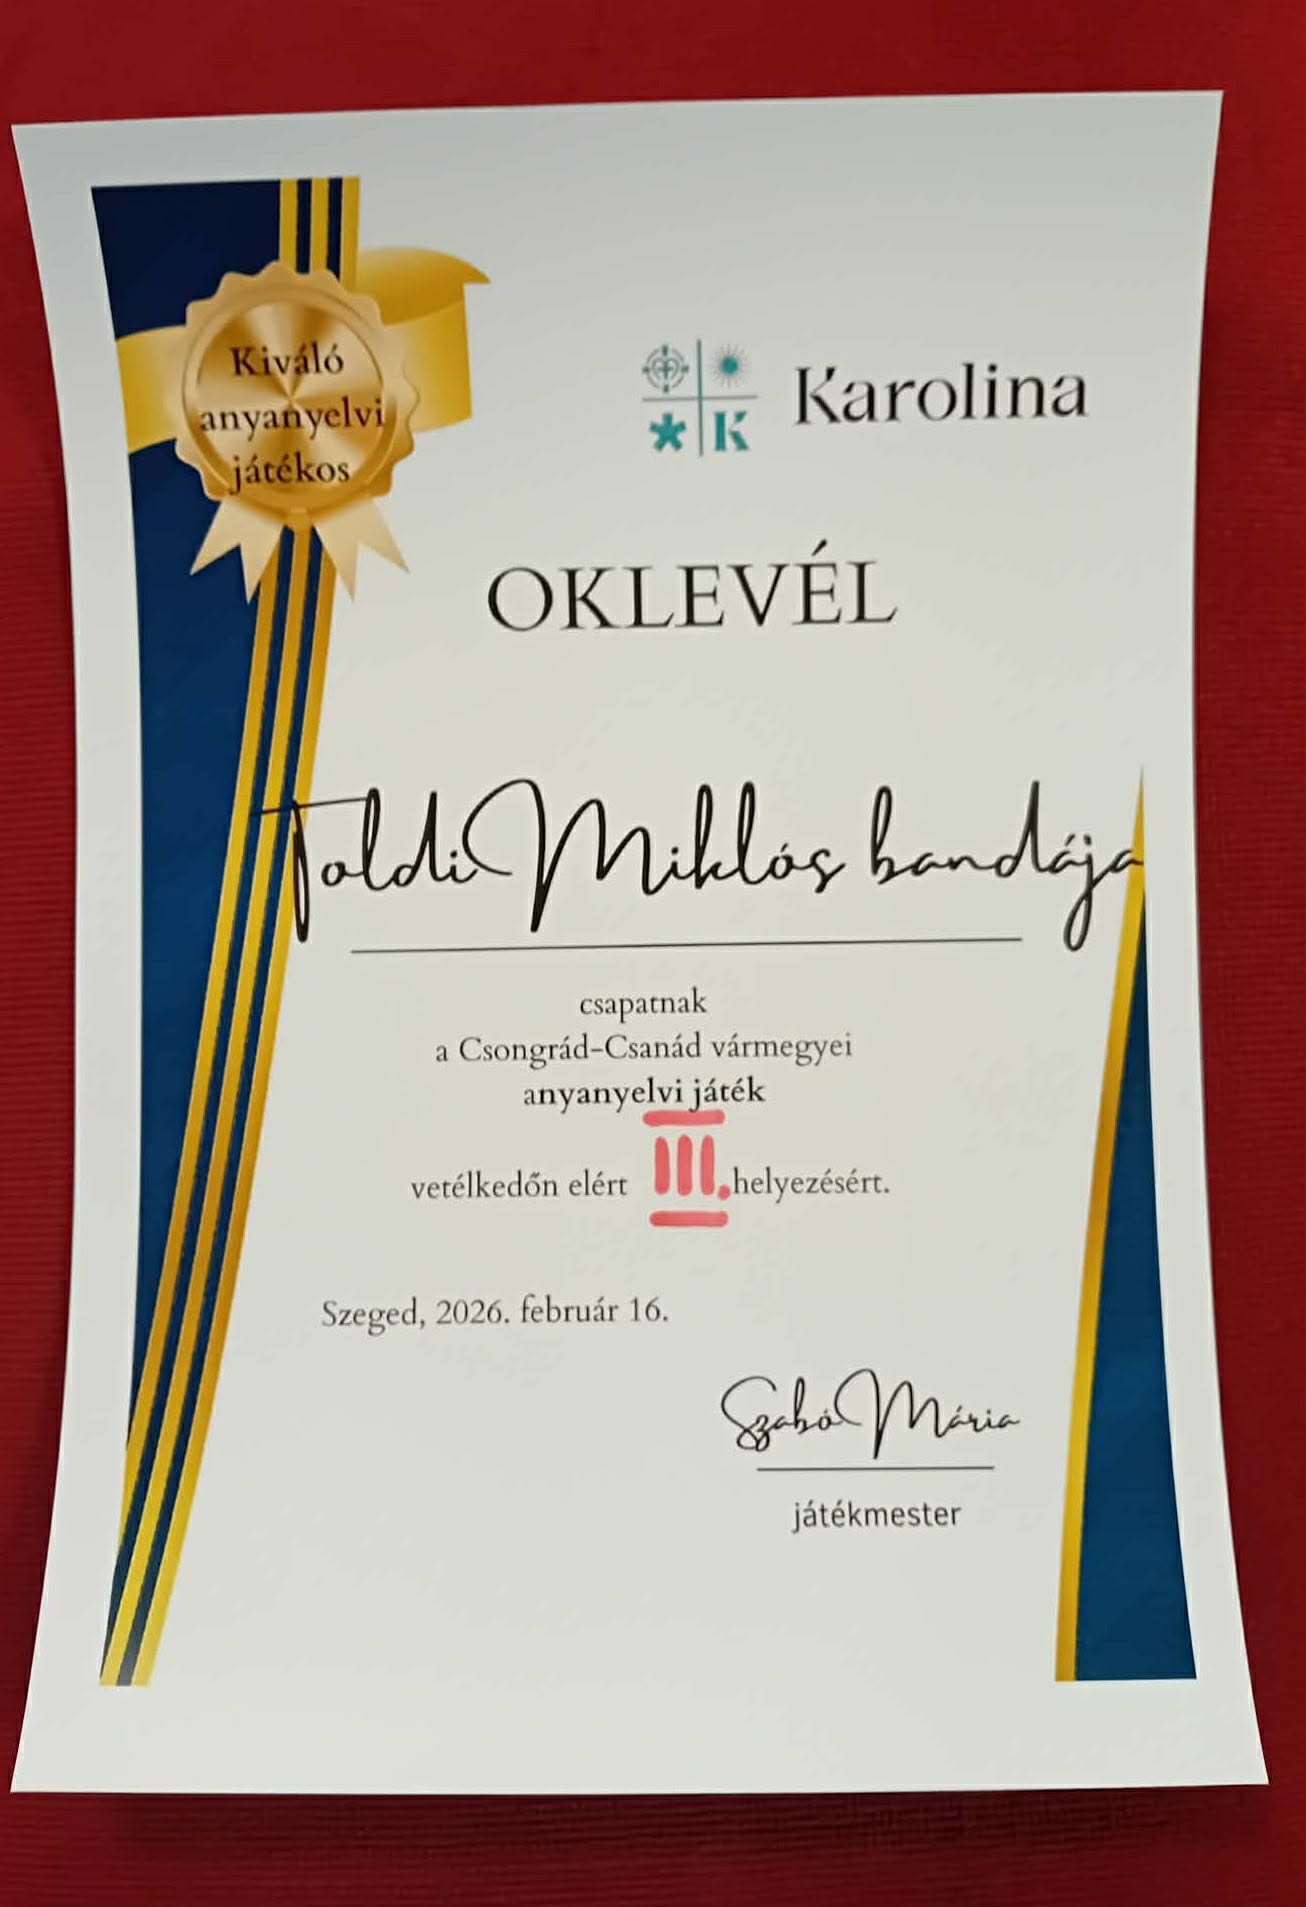 Kiváló
anyanyelvi
játékos
K
Karolina
OKLEVÉL
Toldi Miklós bandája
csapatnak
a Csongrád-Csanád vármegyei
anyanyelvi játék
vetélkedőn elért III. helyezésért.
Szeged, 2026. február 16.
Szabó Mária
játékmester